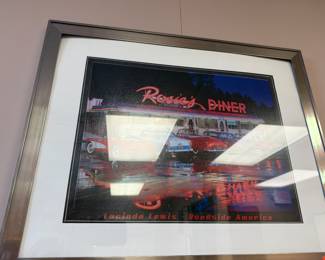 Rosie's DINER
Lucinda Lewis - Roadside America